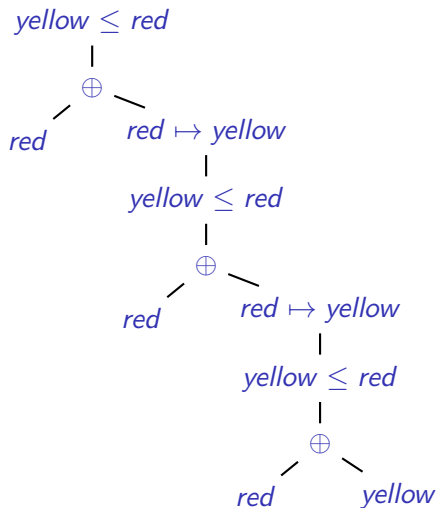 yellow ≤ red
⊕
red
red ↦ yellow
yellow ≤ red
⊕
red
red ↦ yellow
yellow ≤ red
⊕
red
yellow